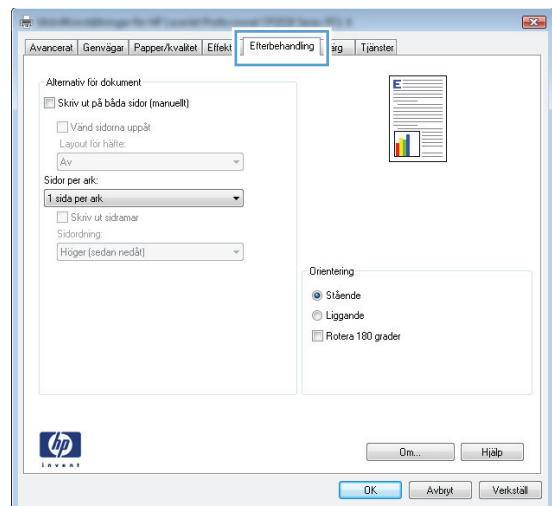 Avancerat Genvägar Papper/kvalitet Effekt Efterbehandling ärg Tjänster
Alternativ för dokument
Skriv ut på båda sidor (manuellt)
Vänd sidorna uppåt
Layout för häfte:
Av
Sidor per ark:
1 sida per ark
Skriv ut sidramar
Sidordning:
Höger (sedan nedåt)
E
Orientering
Stående
Liggande
Rotera 180 grader
hp
invent
Om... Hjälp
OK Avbryt Verkställ